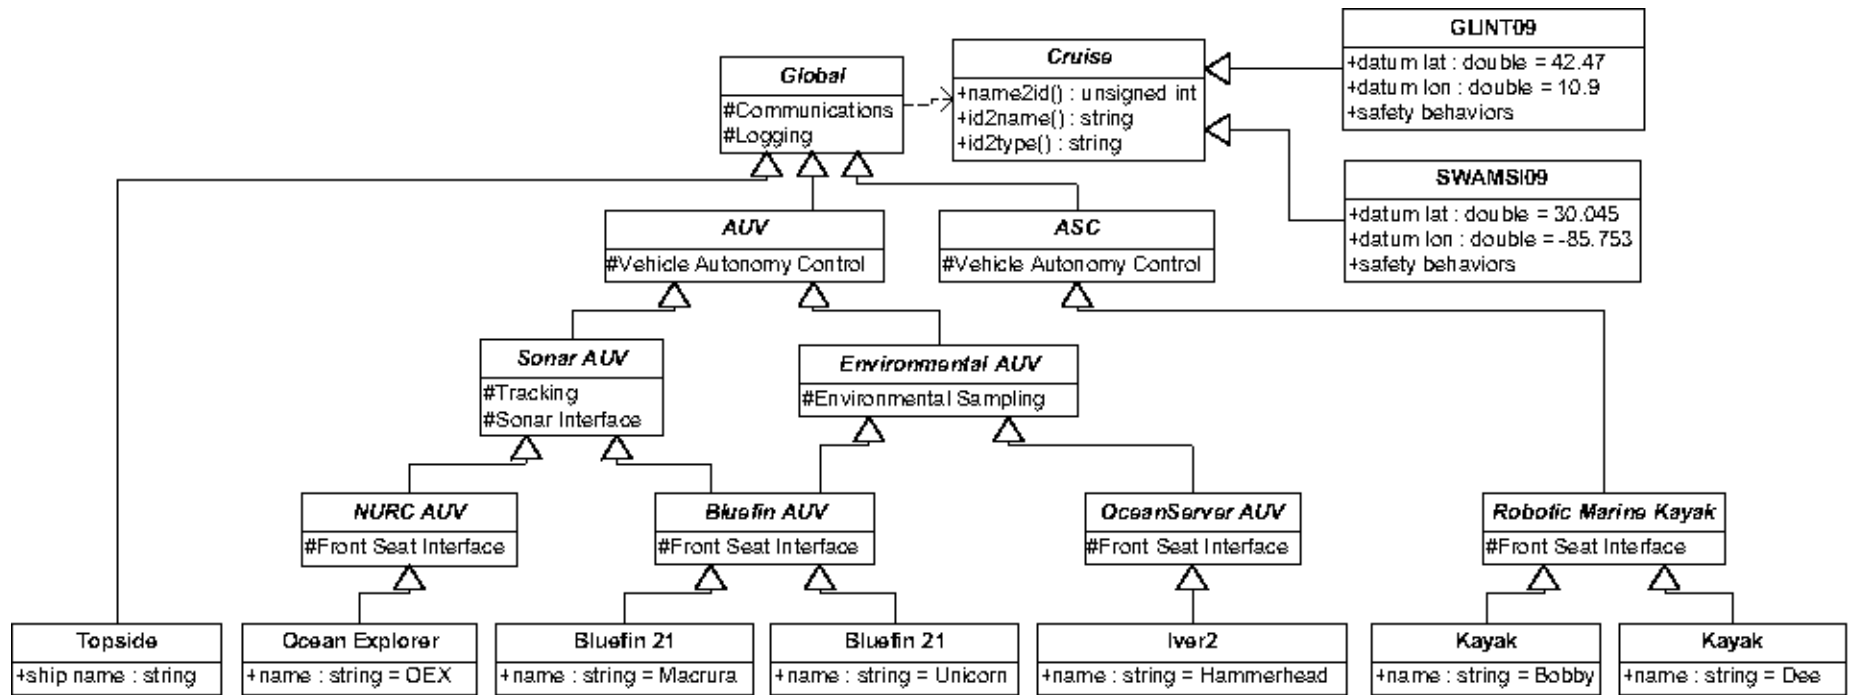 GLINT09
+datum lat : double = 42.47
+datum lon : double = 10.9
+safety behaviors
Cruise
+name2id() : unsigned int
+id2name() : string
+id2type() : string
Global
#Communications
#Logging
SWAMSI09
+datum lat : double = 30.045
+datum lon : double = -85.753
+safety behaviors
AUV
#Vehicle Autonomy Control
ASC
#Vehicle Autonomy Control
Sonar AUV
#Tracking
#Sonar Interface
Environmental AUV
#Environmental Sampling
NURC AUV
#Front Seat Interface
Bluefin AUV
#Front Seat Interface
OceanServer AUV
#Front Seat Interface
Robotic Marine Kayak
#Front Seat Interface
Topside
+ship name : string
Ocean Explorer
+name : string = OEX
Bluefin 21
+name : string = Macrura
Bluefin 21
+name : string = Unicorn
Iver2
+name : string = Hammerhead
Kayak
+name : string = Bobby
Kayak
+name : string = Dee